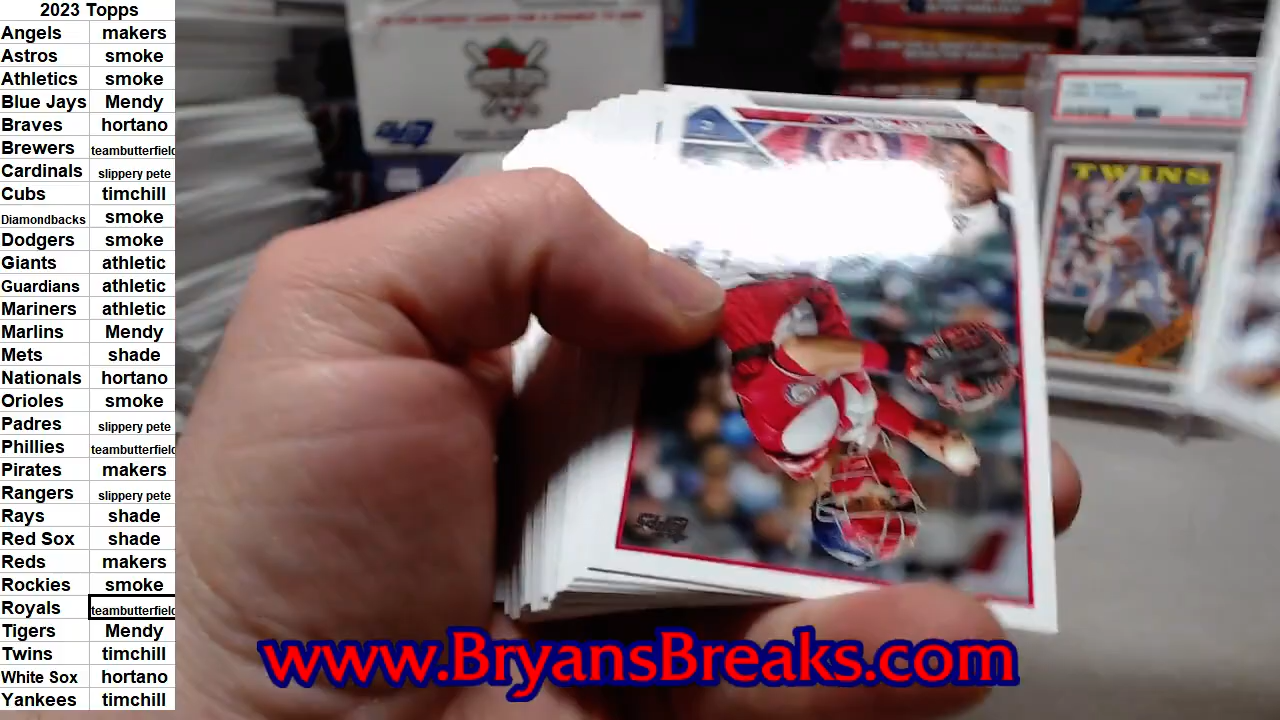 2023 Topps
Angels makers
Astros smoke
Athletics smoke
Blue Jays Mendy
Braves hortano
Brewers teambutterfield
Cardinals slippery pete
Cubs timchill
Diamondbacks smoke
Dodgers smoke
Giants athletic
Guardians athletic
Mariners athletic
Marlins Mendy
Mets shade
Nationals hortano
Orioles smoke
Padres slippery pete
Phillies teambutterfield
Pirates makers
Rangers slippery pete
Rays shade
Red Sox shade
Reds makers
Rockies smoke
Royals teambutterfield
Tigers Mendy
Twins timchill
White Sox hortano
Yankees timchill
TWINS
topps
www.BryansBreaks.com